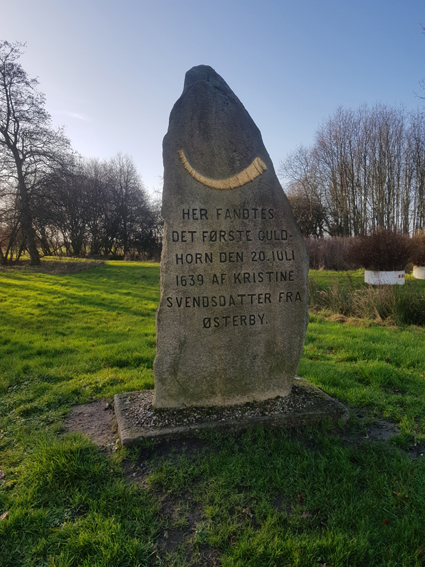 HER FANDTES
DET FØRSTE GULD-
HORN DEN 20. JULI
1639 AF KRISTINE
SVENDSDATTER FRA
ØSTERBY.